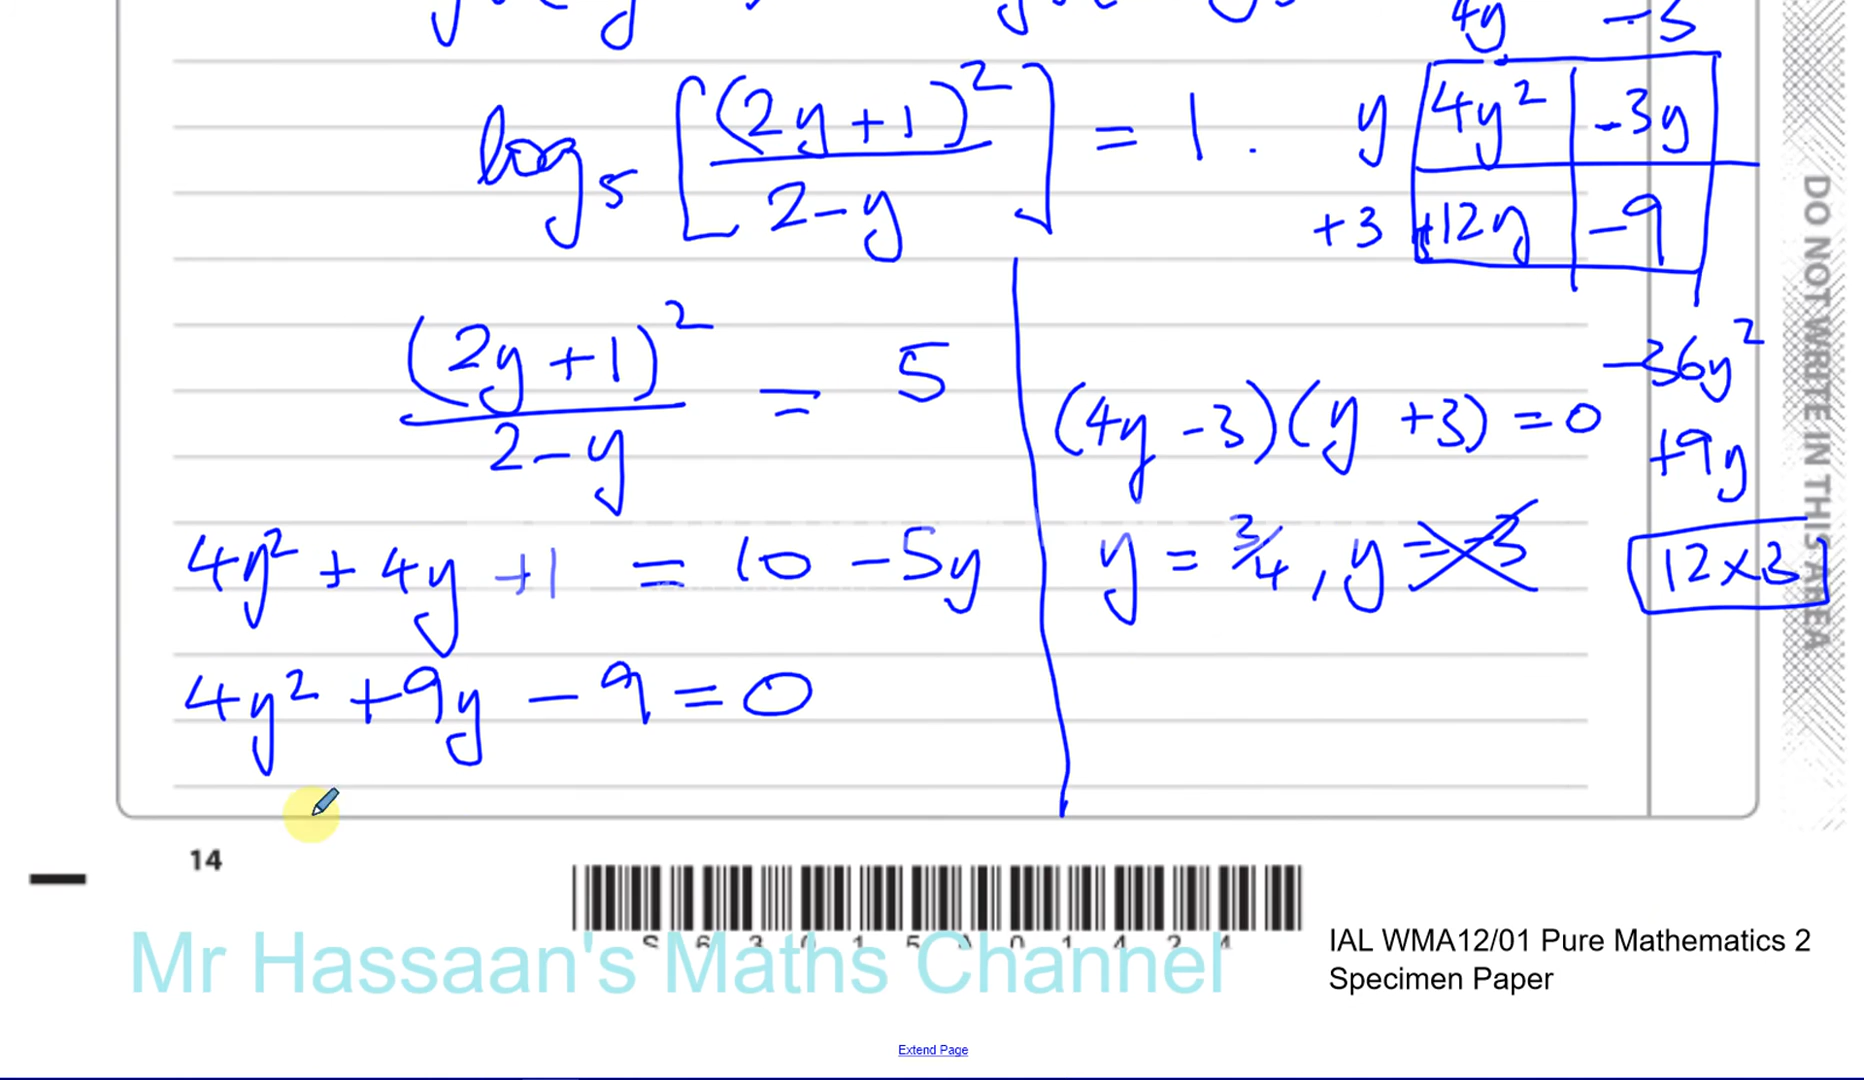 4y -3
log₅ [(2y+1)² / 2-y] = 1.
y 4y² -3y
+3 +12y -9
(2y+1)² / 2-y = 5
4y² + 4y +1 = 10 -5y
4y² +9y - 9 = 0
-36y²
+9y
12×3
(4y -3)(y +3) = 0
y = 3/4, y = -3
DO NOT WRITE IN THIS AREA
14
Mr Hassaan's Maths Channel
IAL WMA12/01 Pure Mathematics 2
Specimen Paper
Extend Page